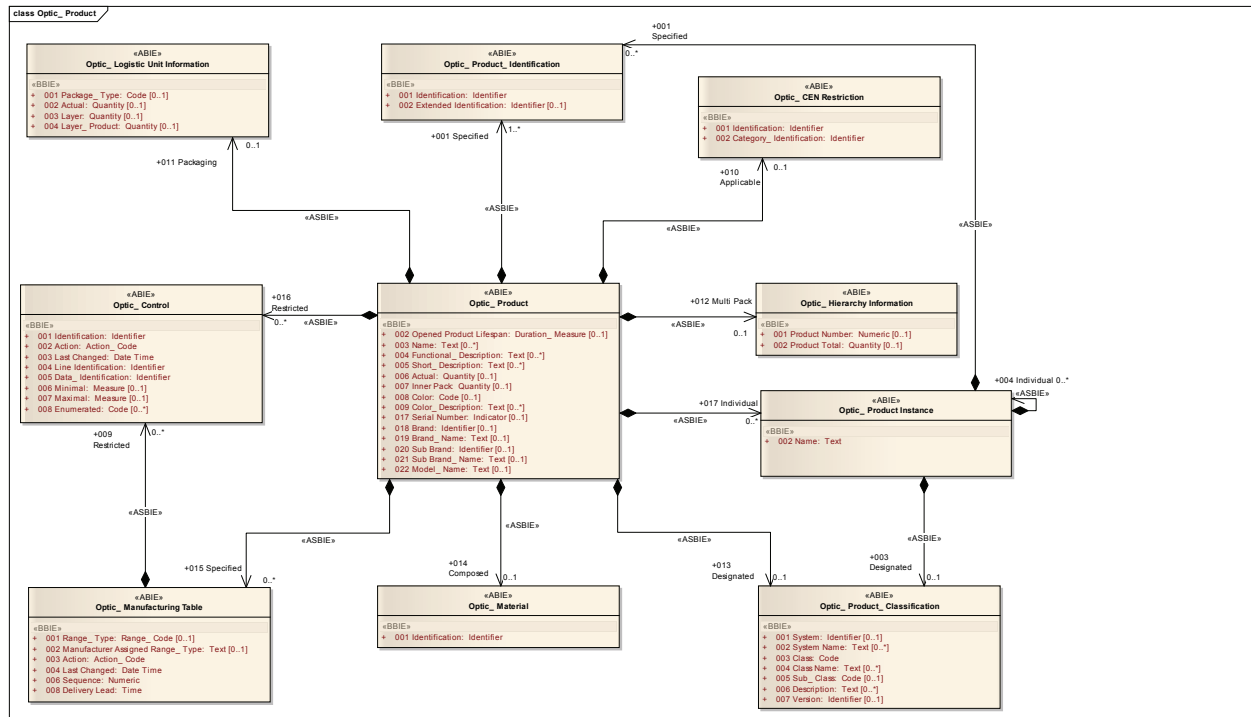 class Optic_ Product
«ABIE»
Optic_ Logistic Unit Information
«BBIE»
+ 001 Package_ Type: Code [0..1]
+ 002 Actual: Quantity [0..1]
+ 003 Layer: Quantity [0..1]
+ 004 Layer_ Product: Quantity [0..1]
«ABIE»
Optic_ Product_ Identification
«BBIE»
+ 001 Identification: Identifier
+ 002 Extended Identification: Identifier [0..1]
+001
Specified
0..*
«ABIE»
Optic_ CEN Restriction
«BBIE»
+ 001 Identification: Identifier
+ 002 Category_ Identification: Identifier
0..1
+011 Packaging
1..*
+001 Specified
0..1
+010
Applicable
«ASBIE»
«ASBIE»
«ASBIE»
«ASBIE»
«ABIE»
Optic_ Control
«BBIE»
+ 001 Identification: Identifier
+ 002 Action: Action_ Code
+ 003 Last Changed: Date Time
+ 004 Line Identification: Identifier
+ 005 Data_ Identification: Identifier
+ 006 Minimal: Measure [0..1]
+ 007 Maximal: Measure [0..1]
+ 008 Enumerated: Code [0..*]
+016
Restricted
0..*
«ASBIE»
«ABIE»
Optic_ Product
«BBIE»
+ 002 Opened Product Lifespan: Duration_ Measure [0..1]
+ 003 Name: Text [0..*]
+ 004 Functional_ Description: Text [0..*]
+ 005 Short_ Description: Text [0..*]
+ 006 Actual: Quantity [0..1]
+ 007 Inner Pack: Quantity [0..1]
+ 008 Color: Code [0..1]
+ 009 Color_ Description: Text [0..*]
+ 017 Serial Number: Indicator [0..1]
+ 018 Brand: Identifier [0..1]
+ 019 Brand_ Name: Text [0..1]
+ 020 Sub Brand: Identifier [0..1]
+ 021 Sub Brand_ Name: Text [0..1]
+ 022 Model_ Name: Text [0..1]
+012 Multi Pack
«ASBIE»
0..1
«ABIE»
Optic_ Hierarchy Information
«BBIE»
+ 001 Product Number: Numeric [0..1]
+ 002 Product Total: Quantity [0..1]
+004 Individual 0..*
«ASBIE»
+017 Individual
«ASBIE»
0..*
«ABIE»
Optic_ Product Instance
«BBIE»
+ 002 Name: Text
+009
Restricted
0..*
«ASBIE»
«ASBIE»
«ASBIE»
«ASBIE»
«ASBIE»
+015 Specified
0..*
+014
Composed
0..1
+013
Designated
0..1
+003
Designated
0..1
«ABIE»
Optic_ Manufacturing Table
«BBIE»
+ 001 Range_ Type: Range_ Code [0..1]
+ 002 Manufacturer Assigned Range_ Type: Text [0..1]
+ 003 Action: Action_ Code
+ 004 Last Changed: Date Time
+ 006 Sequence: Numeric
+ 008 Delivery Lead: Time
«ABIE»
Optic_ Material
«BBIE»
+ 001 Identification: Identifier
«ABIE»
Optic_ Product_ Classification
«BBIE»
+ 001 System: Identifier [0..1]
+ 002 System Name: Text [0..*]
+ 003 Class: Code
+ 004 Class Name: Text [0..*]
+ 005 Sub_ Class: Code [0..1]
+ 006 Description: Text [0..*]
+ 007 Version: Identifier [0..1]